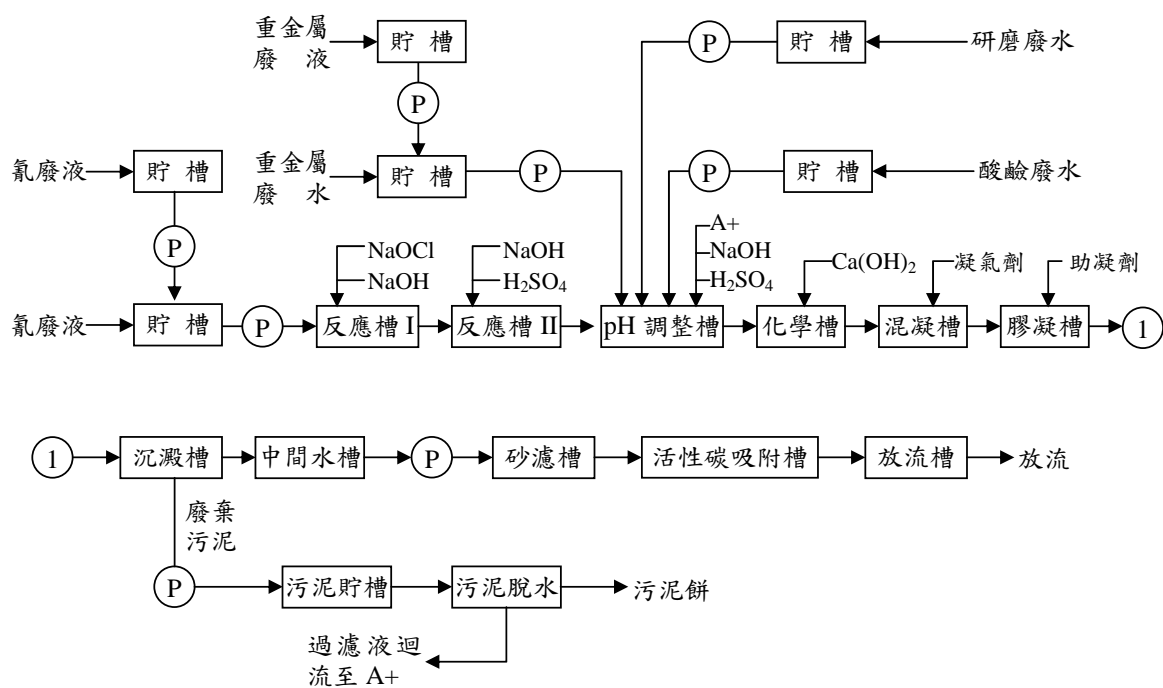 重金屬
廢 液
貯 槽
P
貯 槽
研磨廢水
P
氰廢液
貯 槽
重金屬
廢 水
貯 槽
P
P
貯 槽
酸鹼廢水
P
NaOCl
NaOH
NaOH
H₂SO₄
A+
NaOH
H₂SO₄
Ca(OH)₂
凝氣劑
助凝劑
氰廢液
貯 槽
P
反應槽 I
反應槽 II
pH 調整槽
化學槽
混凝槽
膠凝槽
1
1
沉澱槽
中間水槽
P
砂濾槽
活性碳吸附槽
放流槽
放流
廢棄
污泥
P
污泥貯槽
污泥脫水
污泥餅
過濾液迴
流至 A+